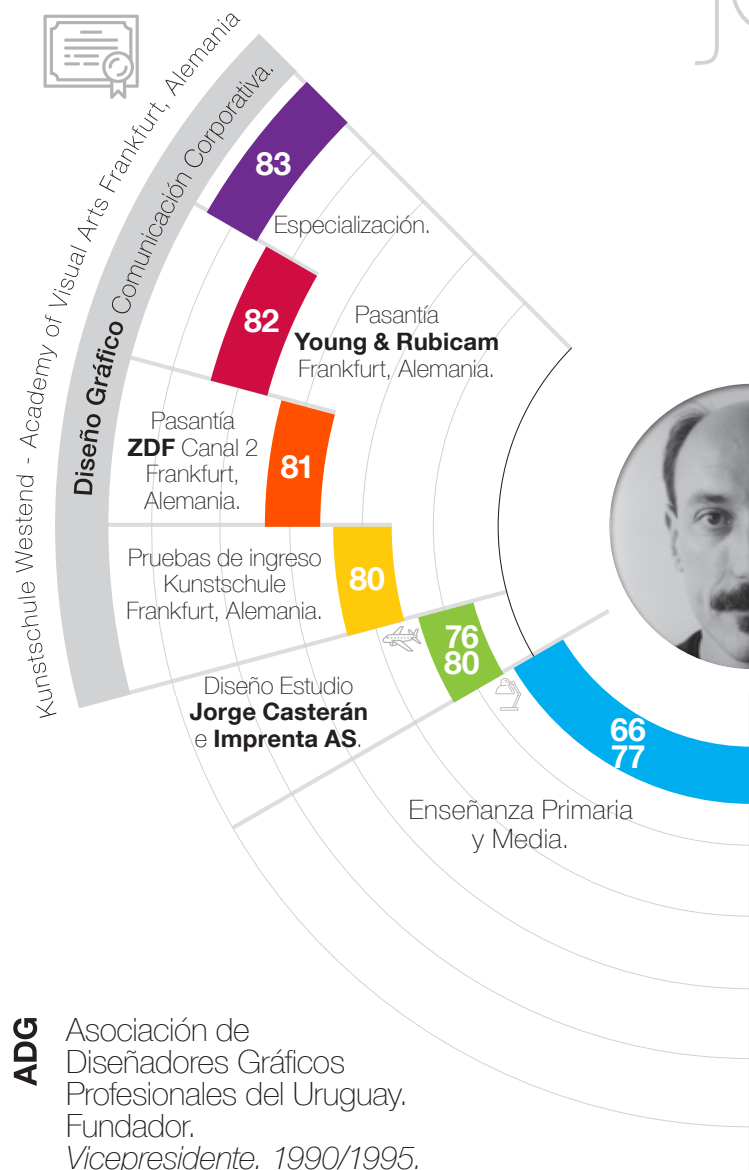 Kunstschule Westend - Academy of Visual Arts Frankfurt, Alemania
Diseño Gráfico Comunicación Corporativa.
83
Especialización.
82
Pasantía
Young & Rubicam
Frankfurt, Alemania.
Pasantía
ZDF Canal 2
Frankfurt,
Alemania.
81
Pruebas de ingreso
Kunstschule
Frankfurt, Alemania.
80
76
80
Diseño Estudio
Jorge Casterán
e Imprenta AS.
66
77
Enseñanza Primaria
y Media.
ADG
Asociación de
Diseñadores Gráficos
Profesionales del Uruguay.
Fundador.
Vicepresidente. 1990/1995.